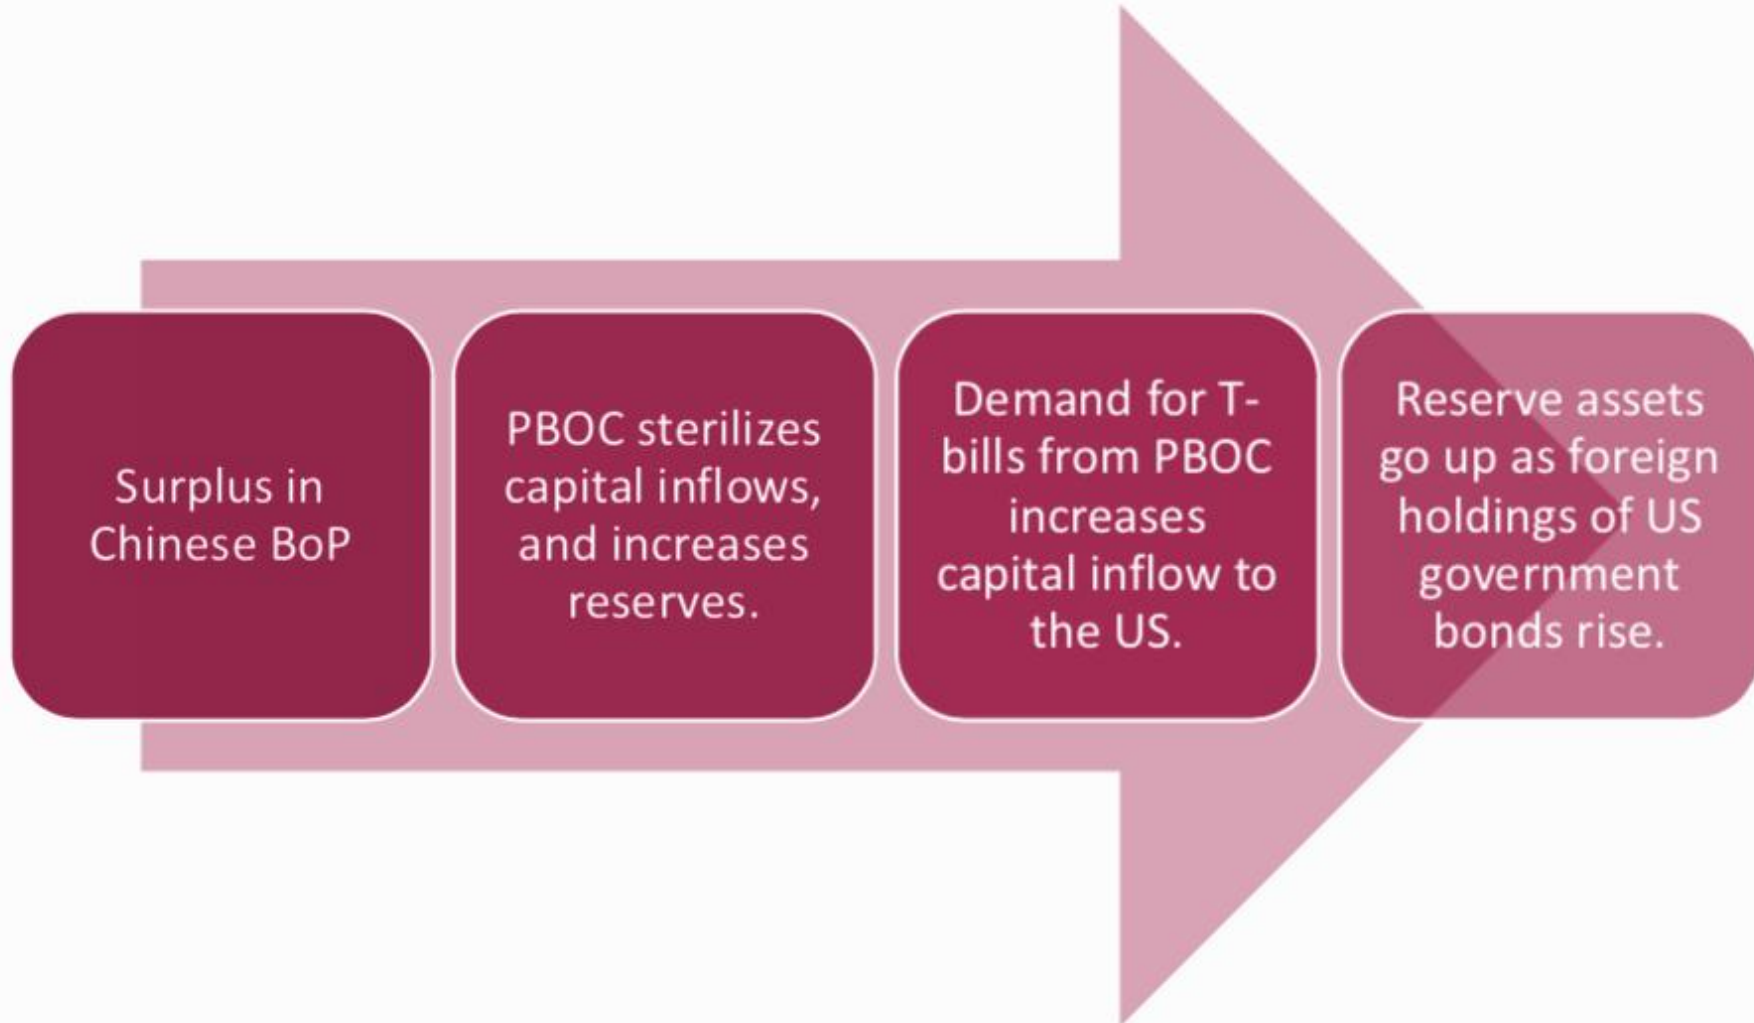 Surplus in
Chinese BoP
PBOC sterilizes
capital inflows,
and increases
reserves.
Demand for T-
bills from PBOC
increases
capital inflow to
the US.
Reserve assets
go up as foreign
holdings of US
government
bonds rise.